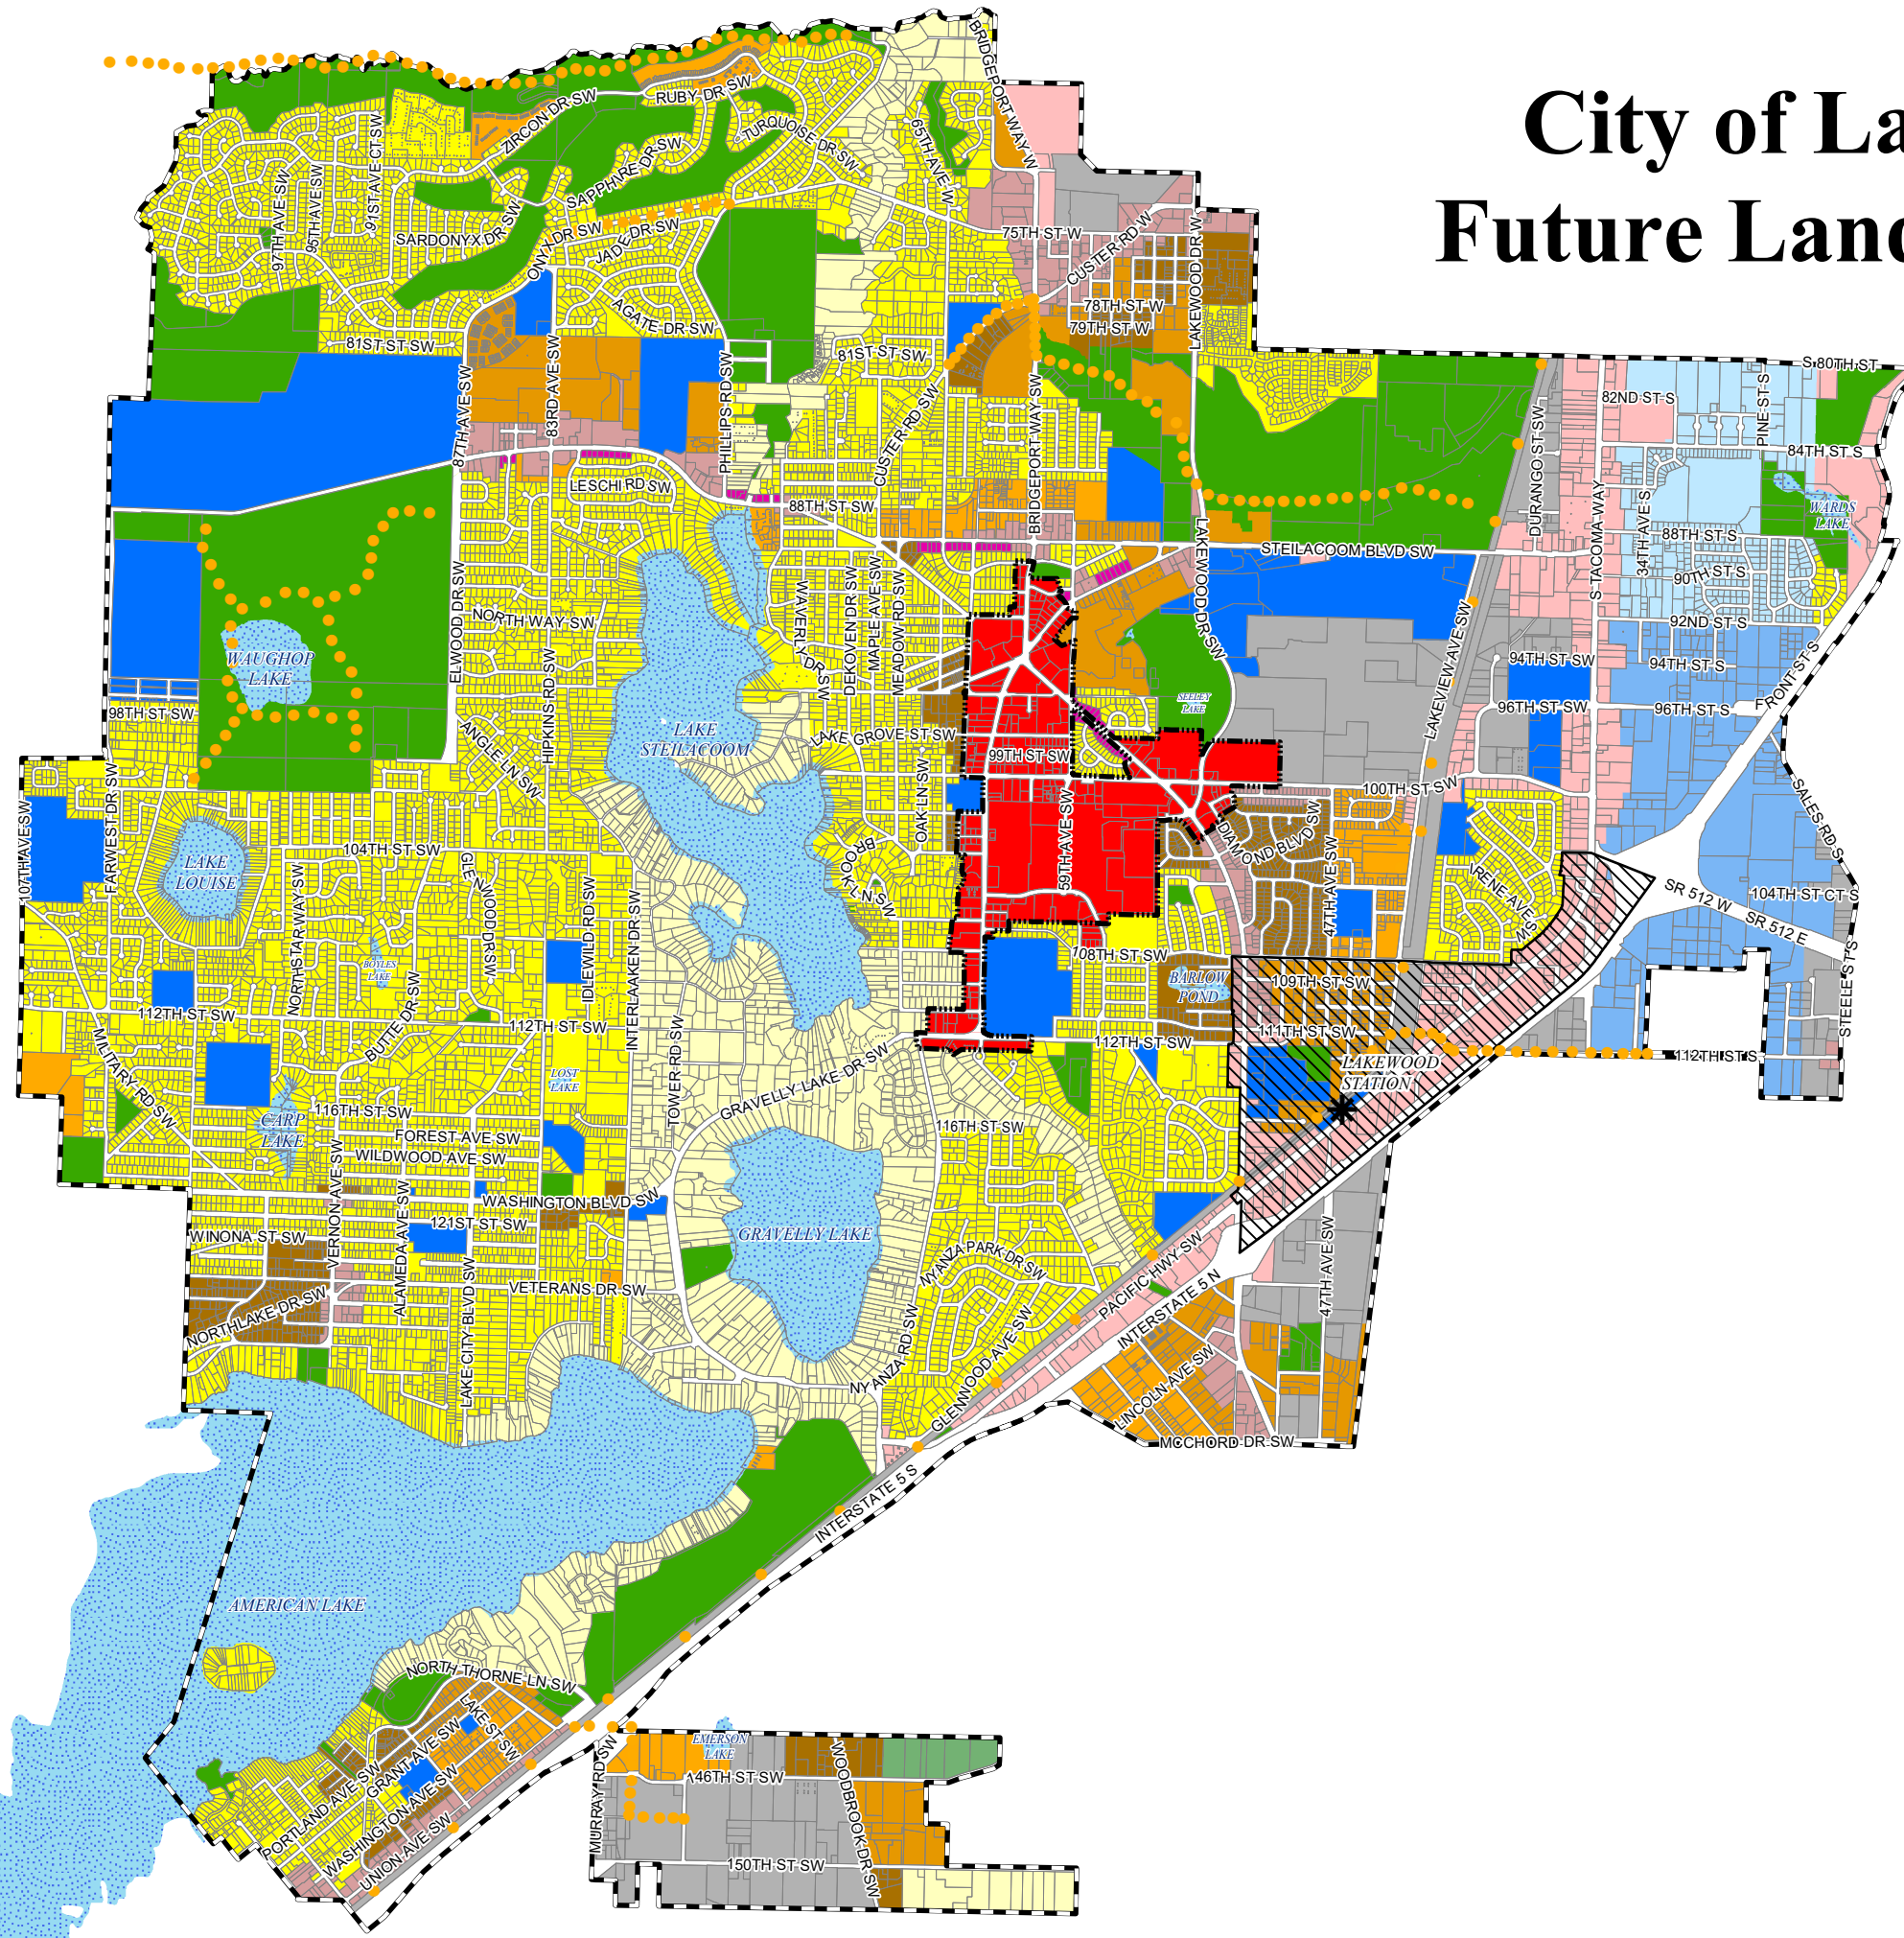 City of La
Future Land
BRIDGEPORT WAY W
RUBY DR SW
ZIRCON DR SW
TURQUOISE DR SW
65TH AVE W
91ST AVE CT SW
SAPPHIRE DR SW
97TH AVE SW
95TH AVE SW
SARDONYX DR SW
ONYX DR SW
JADE DR SW
75TH ST W
CUSTER RD W
LAKEWOOD DR W
AGATE DR SW
78TH ST W
79TH ST W
81ST ST SW
81ST ST SW
S 80TH ST
87TH AVE SW
83RD AVE SW
PHILLIPS RD SW
CUSTER RD SW
BRIDGEPORT WAY SW
82ND ST S
PINE ST S
DURANGO ST SW
84TH ST S
LESCHI RD SW
88TH ST SW
S TACOMA WAY
34TH AVE S
WARDS
LAKE
LAKEWOOD DR SW
STEILACOOM BLVD SW
88TH ST S
90TH ST S
92ND ST S
ELWOOD DR SW
NORTH WAY SW
HIPKINS RD SW
WAVERLY DR SW
DEKOVEN DR SW
MAPLE AVE SW
MEADOW RD SW
WAUGHOP
LAKE
LAKEVIEW AVE SW
94TH ST SW
94TH ST S
FRONT ST S
SEELEY
LAKE
96TH ST SW
96TH ST S
98TH ST SW
ANGLE LN SW
LAKE
STEILACOOM
LAKE GROVE ST SW
99TH ST SW
100TH ST SW
SALES RD S
107TH AVE SW
FARWEST DR SW
LAKE
LOUISE
104TH ST SW
GLENWOOD DR SW
BROOK LN SW
OAK LN SW
59TH AVE SW
DIAMOND BLVD SW
47TH AVE SW
IRENE AVE SW
SR 512 W
SR 512 E
104TH ST CT S
STEELE ST S
NORTH STAR WAY SW
IDLEWILD RD SW
INTERLAAKEN DR SW
BOYLES
LAKE
108TH ST SW
BARLOW
POND
109TH ST SW
111TH ST SW
112TH ST SW
112TH ST SW
112TH ST SW
112TH ST S
LAKEWOOD
STATION
MILITARY RD SW
BUTTE DR SW
LOST
LAKE
TOWER RD SW
GRAVELLY LAKE DR SW
CARP
LAKE
116TH ST SW
116TH ST SW
FOREST AVE SW
WILDWOOD AVE SW
WASHINGTON BLVD SW
VERNON AVE SW
ALAMEDA AVE SW
121ST ST SW
WINONA ST SW
GRAVELLY LAKE
NYANZA PARK DR SW
PACIFIC HWY SW
INTERSTATE 5 N
47TH AVE SW
VETERANS DR SW
NORTHLAKE DR SW
LAKE CITY BLVD SW
NYANZA RD SW
GLENWOOD AVE SW
LINCOLN AVE SW
MCCHORD DR SW
INTERSTATE 5 S
AMERICAN LAKE
NORTH THORNE LN SW
LAKE ST SW
GRANT AVE SW
PORTLAND AVE SW
WASHINGTON AVE SW
UNION AVE SW
MURRAY RD SW
EMERSON
LAKE
146TH ST SW
WOODBROOK DR SW
150TH ST SW